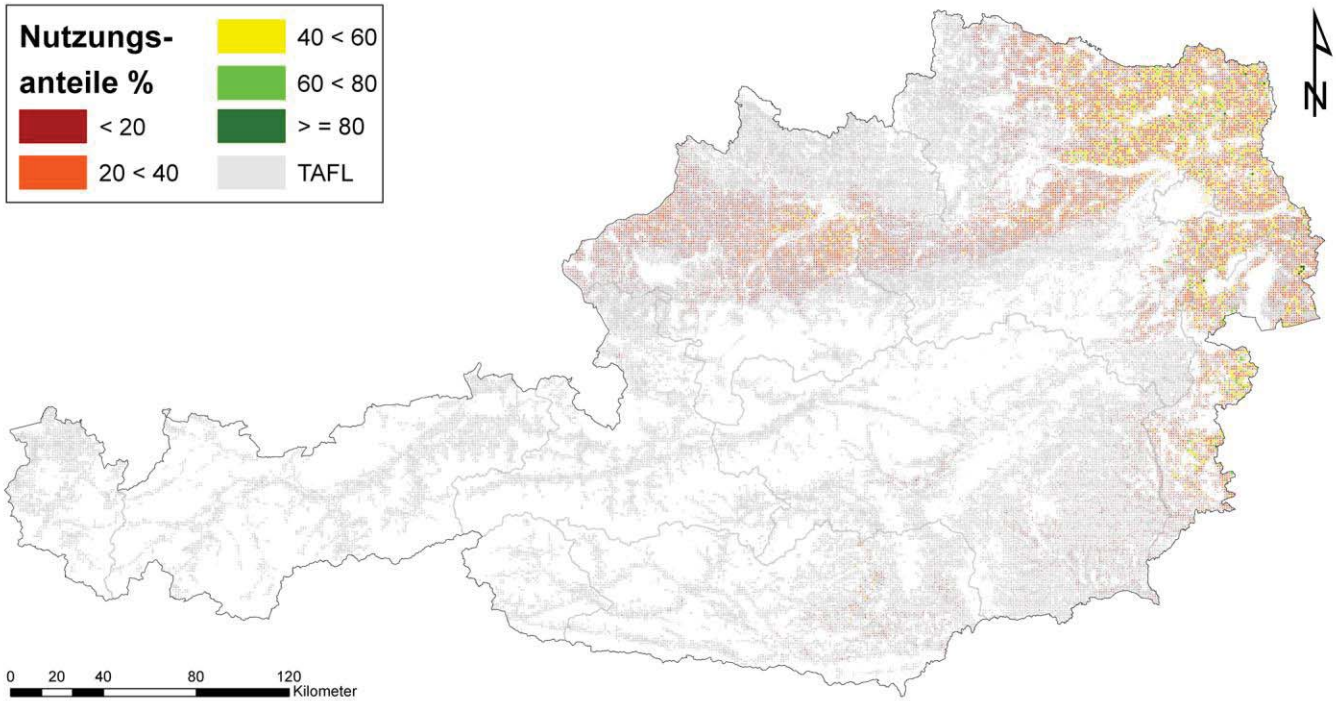 Nutzungs-
anteile %
< 20
20 < 40
40 < 60
60 < 80
> = 80
TAFL
N
0 20 40 80 120
Kilometer